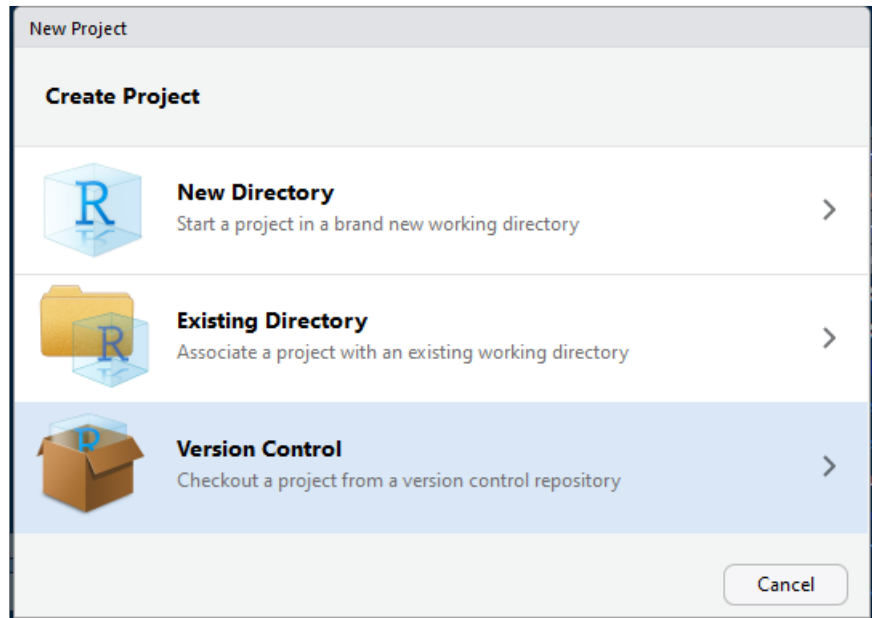 New Project
Create Project
New Directory
Start a project in a brand new working directory
Existing Directory
Associate a project with an existing working directory
Version Control
Checkout a project from a version control repository
Cancel